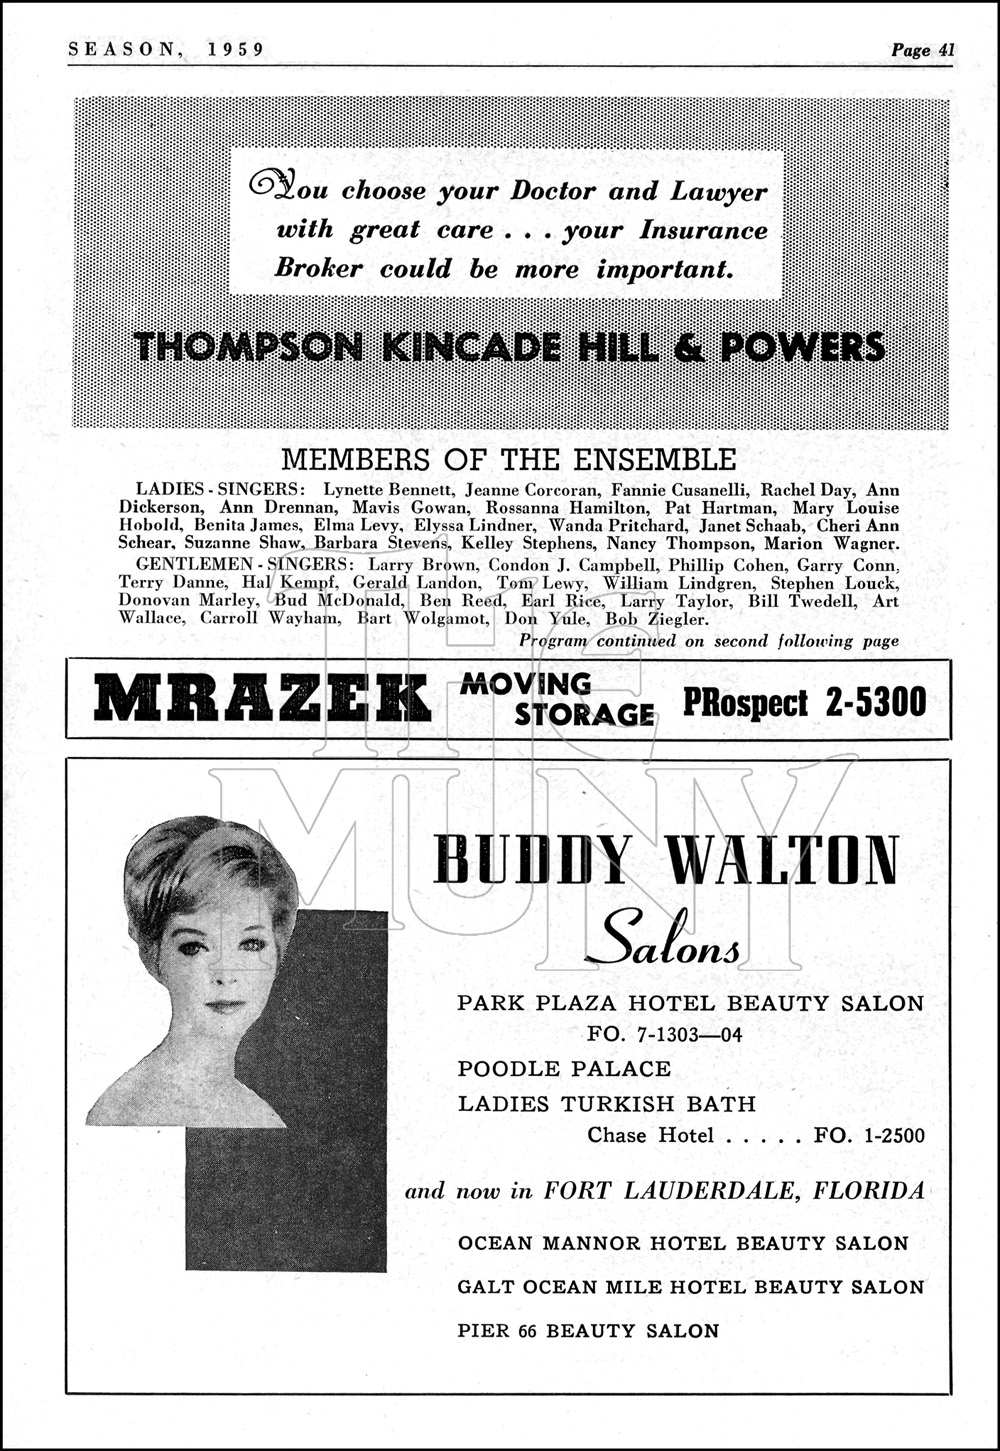 SEASON, 1959
Page 41
You choose your Doctor and Lawyer
with great care . . . your Insurance
Broker could be more important.
THOMPSON KINCADE HILL & POWERS
MEMBERS OF THE ENSEMBLE
LADIES - SINGERS: Lynette Bennett, Jeanne Corcoran, Fannie Cusanelli, Rachel Day, Ann
Dickerson, Ann Drennan, Mavis Gowan, Rossanna Hamilton, Pat Hartman, Mary Louise
Hobold, Benita James, Elma Levy, Elyssa Lindner, Wanda Pritchard, Janet Schaab, Cheri Ann
Schear, Suzanne Shaw, Barbara Stevens, Kelley Stephens, Nancy Thompson, Marion Wagner.
GENTLEMEN - SINGERS: Larry Brown, Condon J. Campbell, Phillip Cohen, Garry Conn,
Terry Danne, Hal Kempf, Gerald Landon, Tom Lewy, William Lindgren, Stephen Louck,
Donovan Marley, Bud McDonald, Ben Reed, Earl Rice, Larry Taylor, Bill Twedell, Art
Wallace, Carroll Wayham, Bart Wolgamot, Don Yule, Bob Ziegler.
Program continued on second following page
MRAZEK MOVING STORAGE PRospect 2-5300
THE
MUNY
BUDDY WALTON
Salons
PARK PLAZA HOTEL BEAUTY SALON
FO. 7-1303—04
POODLE PALACE
LADIES TURKISH BATH
Chase Hotel . . . . . FO. 1-2500
and now in FORT LAUDERDALE, FLORIDA
OCEAN MANNOR HOTEL BEAUTY SALON
GALT OCEAN MILE HOTEL BEAUTY SALON
PIER 66 BEAUTY SALON